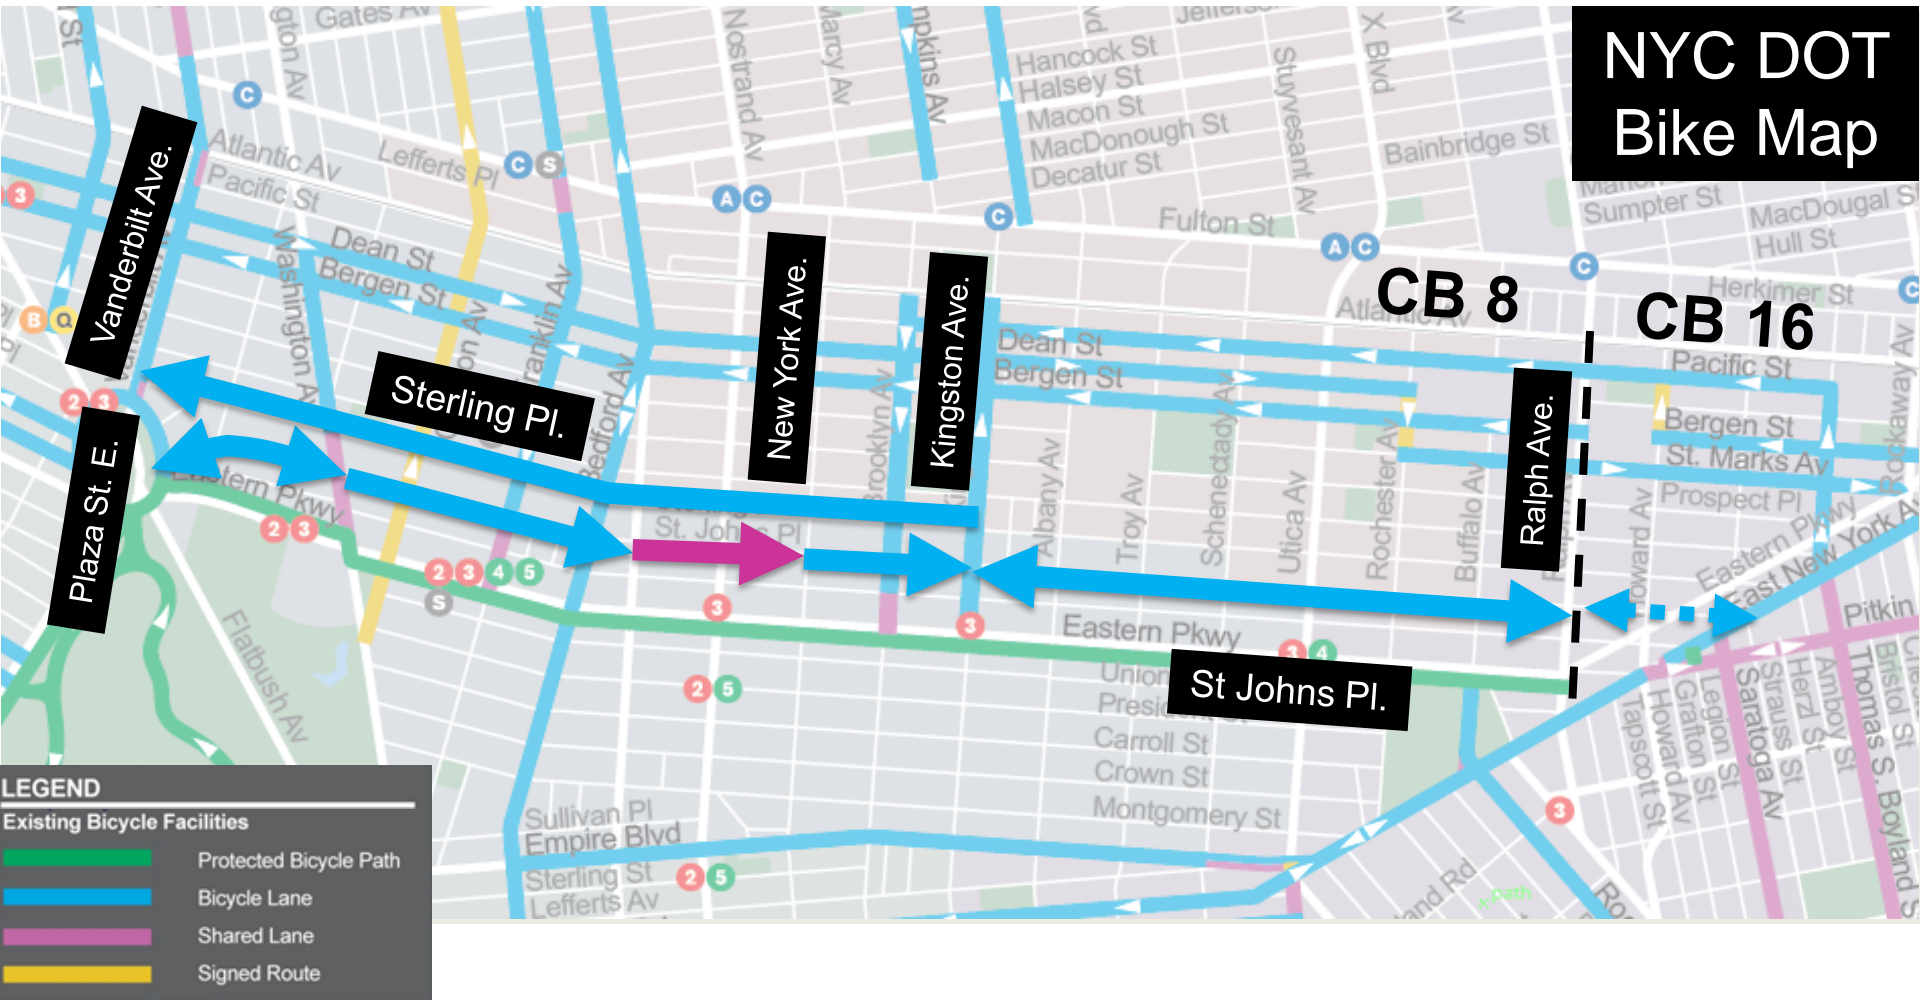 NYC DOT
Bike Map
Gates Av
Nostrand Av
Hancock St
Halsey St
Macon St
MacDonough St
Decatur St
Stuyvesant Av
Bainbridge St
Sumpter St
MacDougal S
Hull St
Herkimer St
Fulton St
Lefferts Pl
Atlantic Av
Pacific St
Washington Av
Dean St
Bergen St
Vanderbilt Ave.
Sterling Pl.
New York Ave.
Kingston Ave.
CB 8
CB 16
Ralph Ave.
Plaza St. E.
St Johns Pl.
Bedford Av
Dean St
Bergen St
Albany Av
Troy Av
Schenectady Av
Utica Av
Rochester Av
Buffalo Av
Pacific St
Bergen St
St. Marks Av
Prospect Pl
Rockaway Av
Eastern Pkwy
East New York Av
Pitkin
Eastern Pkwy
St. Johns Pl
Eastern Pkwy
Flatbush Av
Union
Carroll St
Crown St
Montgomery St
Sullivan Pl
Empire Blvd
Sterling St
Lefferts Av
Tapscott St
Howard Av
Grafton St
Legion St
Saratoga Av
Strauss St
Herzl St
Amboy St
Thomas S. Boyland S
Bristol St
path
LEGEND
Existing Bicycle Facilities
Protected Bicycle Path
Bicycle Lane
Shared Lane
Signed Route